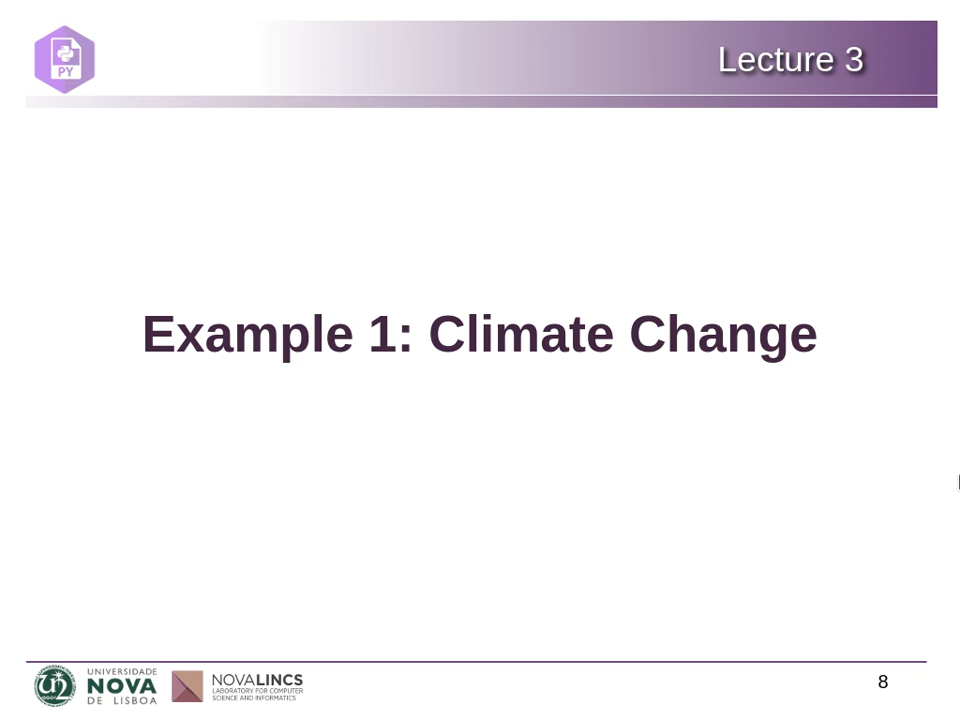 PY
Lecture 3
Example 1: Climate Change
UNIVERSIDADE
NOVA
DE LISBOA
NOVALINCS
LABORATORY FOR COMPUTER
SCIENCE AND INFORMATICS
8